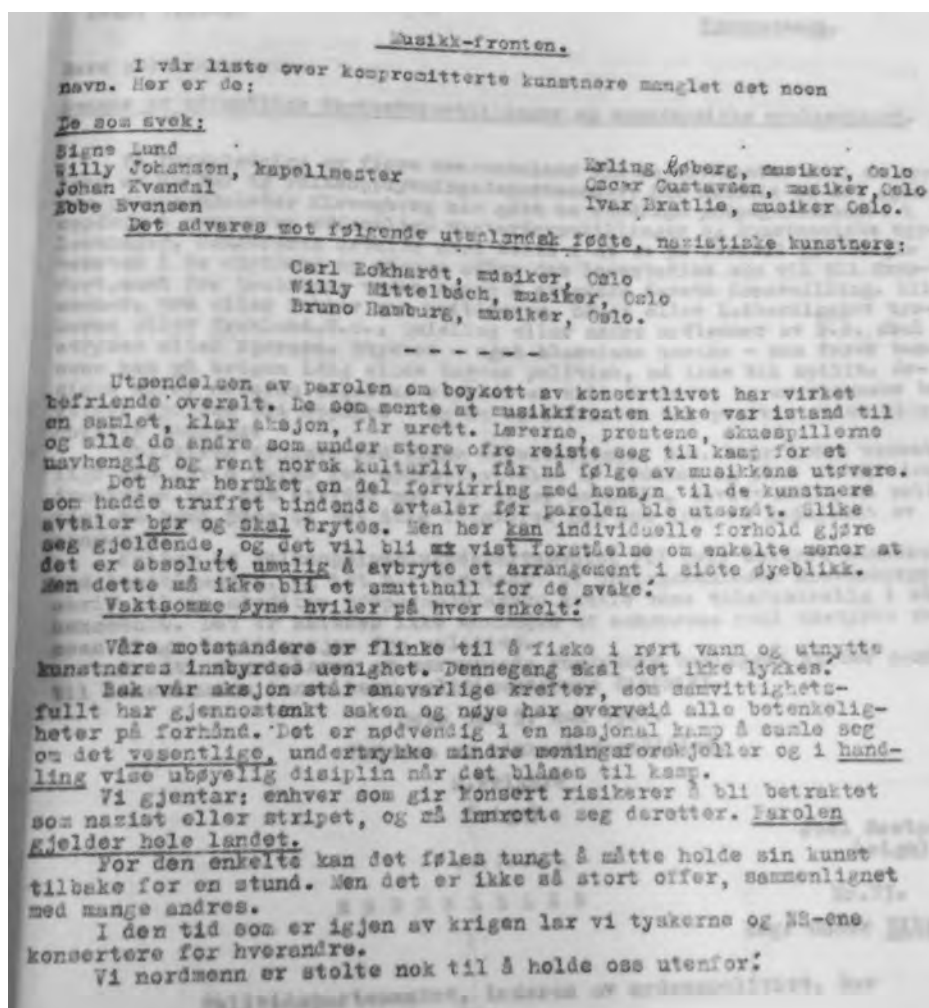 Musikk-fronten.
I vår liste over kompromitterte kunstnere manglet det noen
navn. Her er de:
De som svek:
Signe Lund
Willy Johansen, kapellmester
Johan Kvandal
Ebbe Evensen
Erling Øberg, musiker, Oslo
Oscar Gustavsen, musiker, Oslo
Ivar Bratlie, musiker Oslo.
Det advares mot følgende utenlandsk fødte, nazistiske kunstnere:
Carl Eckhardt, musiker, Oslo
Willy Mittelbach, musiker, Oslo
Bruno Hamburg, musiker, Oslo.
- - - - - -
Utsendelsen av parolen om boykott av konsertlivet har virket
befriende overalt. De som mente at musikkfronten ikke var istand til
en samlet, klar aksjon, får urett. Lærerne, prestene, skuespillerne
og alle de andre som under store ofre reiste seg til kamp for et
uavhengig og rent norsk kulturliv, får nå følge av musikkens utøvere.
Det har hersket en del forvirring med hensyn til de kunstnere
som hadde truffet bindende avtaler før parolen ble utsendt. Slike
avtaler bør og skal brytes. Men her kan individuelle forhold gjøre
seg gjeldende, og det vil bli vist forståelse om enkelte mener at
det er absolutt umulig å avbryte et arrangement i siste øyeblikk.
Men dette må ikke bli et smutthall for de svake!
Vaktsomme øyne hviler på hver enkelt!
Våre motstandere er flinke til å fiske i rørt vann og utnytte
kunstneres innbyrdes uenighet. Dennegang skal det ikke lykkes!
Bak vår aksjon står ansvarlige krefter, som samvittighets-
fullt har gjennomtenkt saken og nøye har overveid alle betenkelig-
heter på forhånd. Det er nødvendig i en nasjonal kamp å samle seg
om det vesentlige, undertrykke mindre meningsforskjeller og i hand-
ling vise ubøyelig disiplin når det blåses til kamp.
Vi gjentar: enhver som gir konsert risikerer å bli betraktet
som nazist eller stripet, og må innrette seg deretter. Parolen
gjelder hele landet.
For den enkelte kan det føles tungt å måtte holde sin kunst
tilbake for en stund. Men det er ikke så stort offer, sammenlignet
med mange andres.
I den tid som er igjen av krigen lar vi tyskerne og NS-ene
konsertere for hverandre.
Vi nordmenn er stolte nok til å holde oss utenfor!